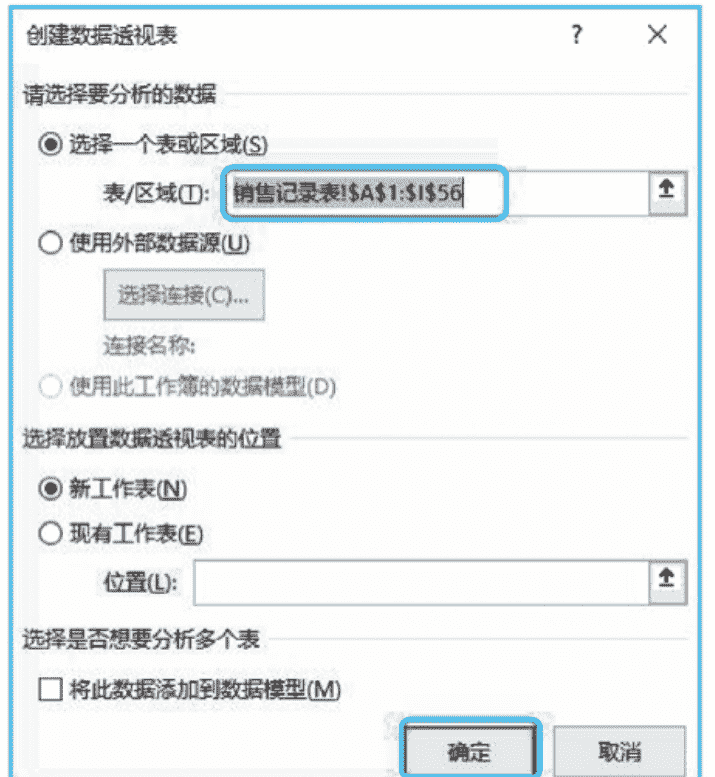 创建数据透视表 ?
请选择要分析的数据
选择一个表或区域(S)
表/区域(T): 销售记录表!$A$1:$I$56
使用外部数据源(U)
选择连接(C)...
连接名称:
使用此工作簿的数据模型(D)
选择放置数据透视表的位置
新工作表(N)
现有工作表(E)
位置(L):
选择是否想要分析多个表
将此数据添加到数据模型(M)
确定 取消